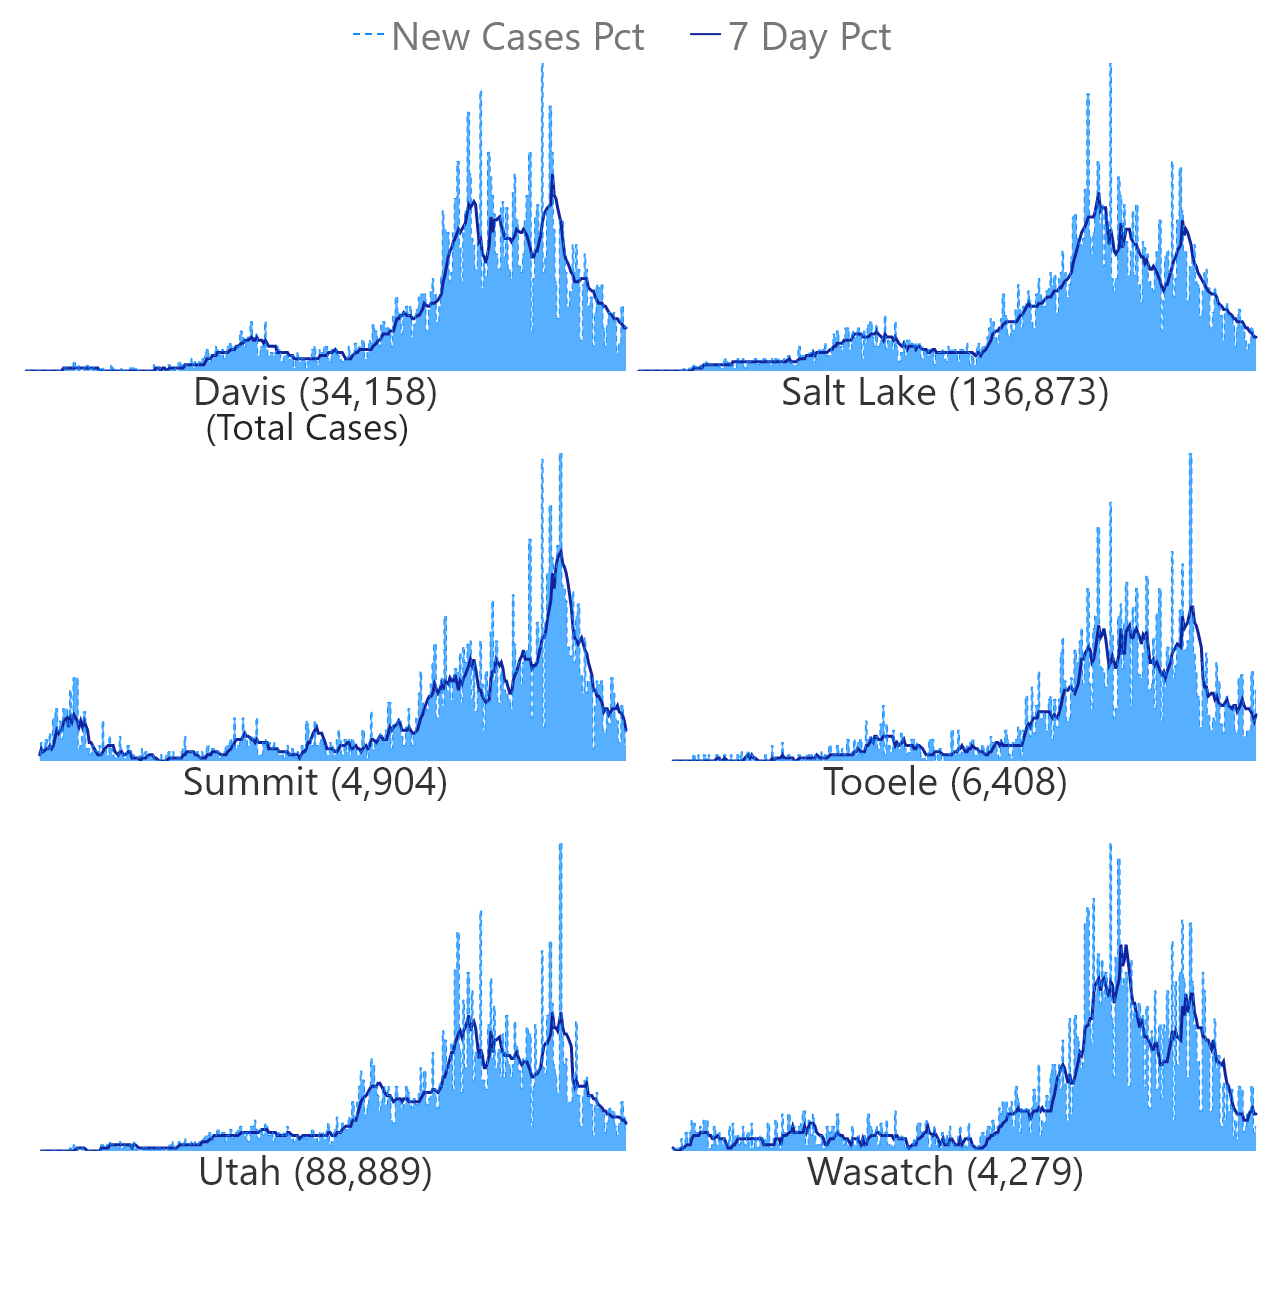 New Cases Pct 7 Day Pct
Davis (34,158)
(Total Cases)
Salt Lake (136,873)
Summit (4,904)
Tooele (6,408)
Utah (88,889)
Wasatch (4,279)